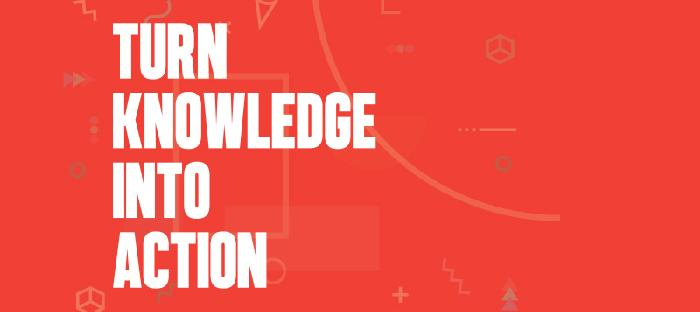 TURN
KNOWLEDGE
INTO
ACTION